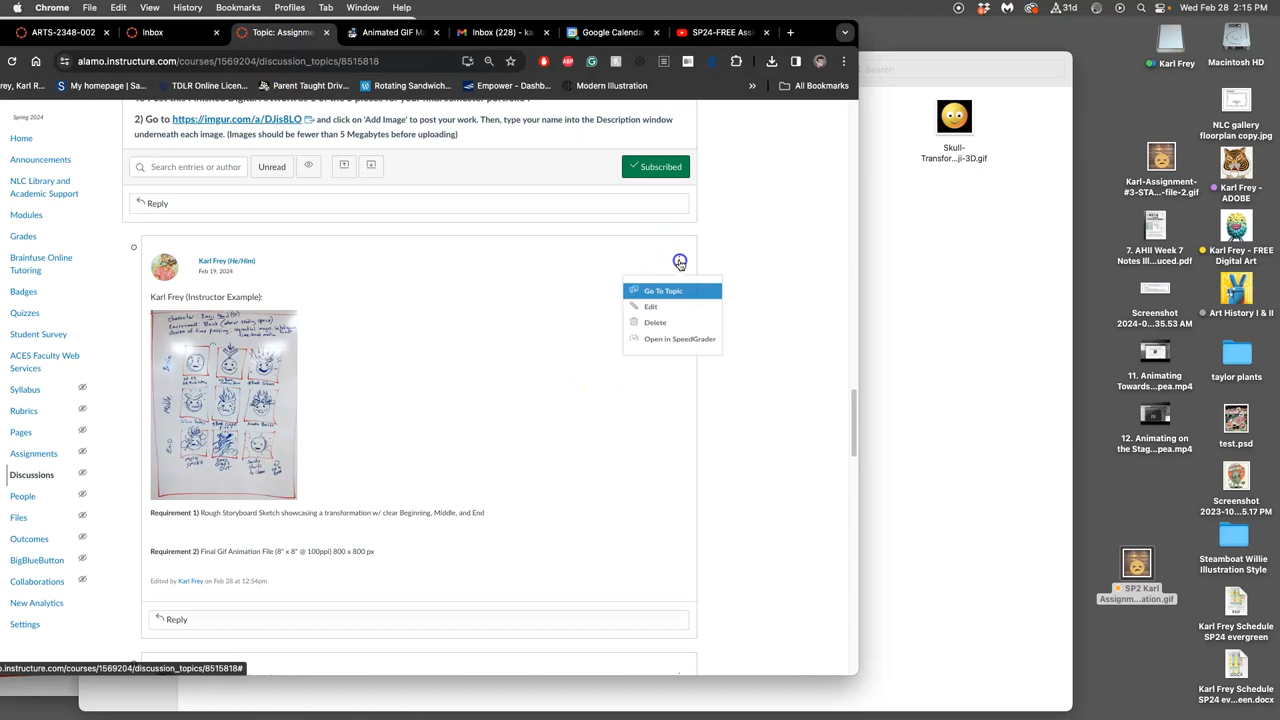 Chrome File Edit View History Bookmarks Profiles Tab Window Help
31d
Wed Feb 28 2:15 PM
ARTS-2348-002
Inbox
Topic: Assignme
Animated GIF Ma
Inbox (228) - ka
Google Calenda
SP24-FREE Assi
alamo.instructure.com/courses/1569204/discussion_topics/8515818
rey, Karl R...
My homepage | Sa...
TDLR Online Licen...
Parent Taught Driv...
Rotating Sandwich...
Empower - Dashb...
Modern Illustration
»
All Bookmarks
Search
Spring 2024
Home
Announcements
NLC Library and
Academic Support
Modules
Grades
Brainfuse Online
Tutoring
Badges
Quizzes
Student Survey
ACES Faculty Web
Services
Syllabus
Rubrics
Pages
Assignments
Discussions
People
Files
Outcomes
BigBlueButton
Collaborations
New Analytics
Settings
2) Go to https://imgur.com/a/DJis8LO and click on 'Add Image' to post your work. Then, type your name into the Description window
underneath each image. (Images should be fewer than 5 Megabytes before uploading)
Search entries or author
Unread
Subscribed
Reply
Karl Frey (He/Him)
Feb 19, 2024
Karl Frey (Instructor Example):
Go To Topic
Edit
Delete
Open in SpeedGrader
Requirement 1) Rough Storyboard Sketch showcasing a transformation w/ clear Beginning, Middle, and End
Requirement 2) Final Gif Animation File (8" x 8" @ 100ppi) 800 x 800 px
Edited by Karl Frey on Feb 28 at 12:54pm
Reply
o.instructure.com/courses/1569204/discussion_topics/8515818#
Skull-
Transfor...ji-3D.gif
Karl Frey
Macintosh HD
NLC gallery
floorplan copy.jpg
Karl-Assignment-
#3-STA...-file-2.gif
Karl Frey -
ADOBE
7. AHII Week 7
Notes Ill...uced.pdf
Karl Frey - FREE
Digital Art
Screenshot
2024-0...35.53 AM
Art History I & II
11. Animating
Towards...pea.mp4
taylor plants
12. Animating on
the Stag...pea.mp4
test.psd
Screenshot
2023-10...5.17 PM
Steamboat Willie
Illustration Style
SP2 Karl
Assignm...ation.gif
Karl Frey Schedule
SP24 evergreen
Karl Frey Schedule
SP24 ev...een.docx